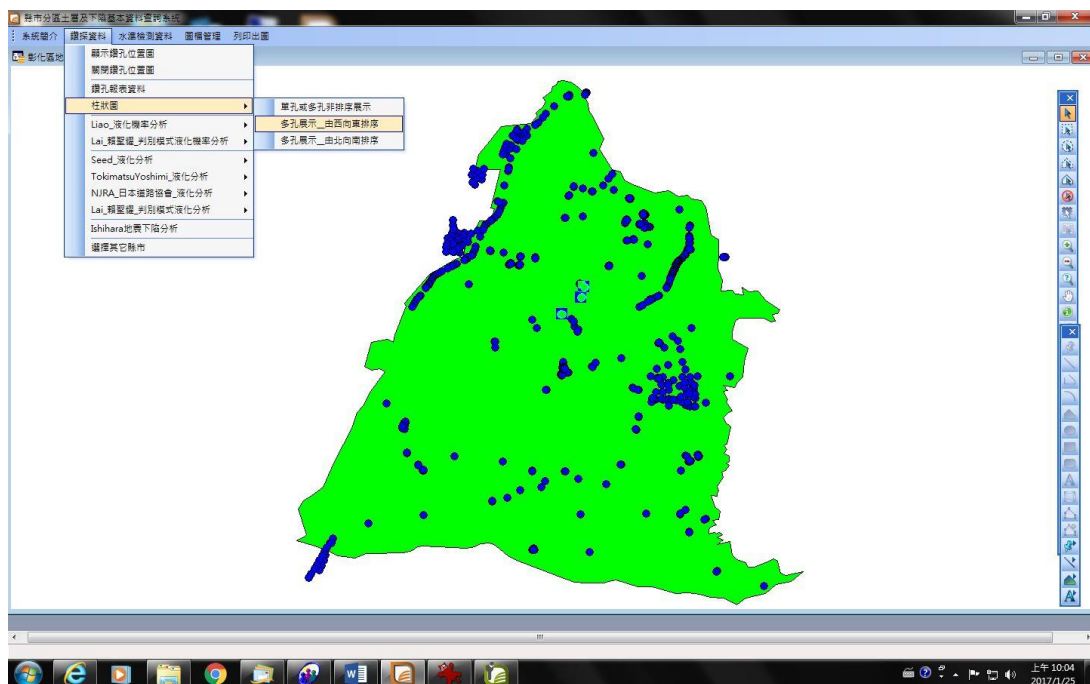 縣市分區土層及下陷基本資料查詢系統
系統簡介 鑽探資料 水準檢測資料 圖檔管理 列印出圖
彰化區地
顯示鑽孔位置圖
關閉鑽孔位置圖
鑽孔報表資料
柱狀圖
單孔或多孔非排序展示
多孔展示__由西向東排序
多孔展示__由北向南排序
Liao_液化機率分析
Lai_賴聖耀_判別模式液化機率分析
Seed_液化分析
TokimatsuYoshimi_液化分析
NJRA_日本道路協會_液化分析
Lai_賴聖耀_判別模式液化分析
Ishihara地震下陷分析
選擇其它縣市
上午 10:04
2017/1/25